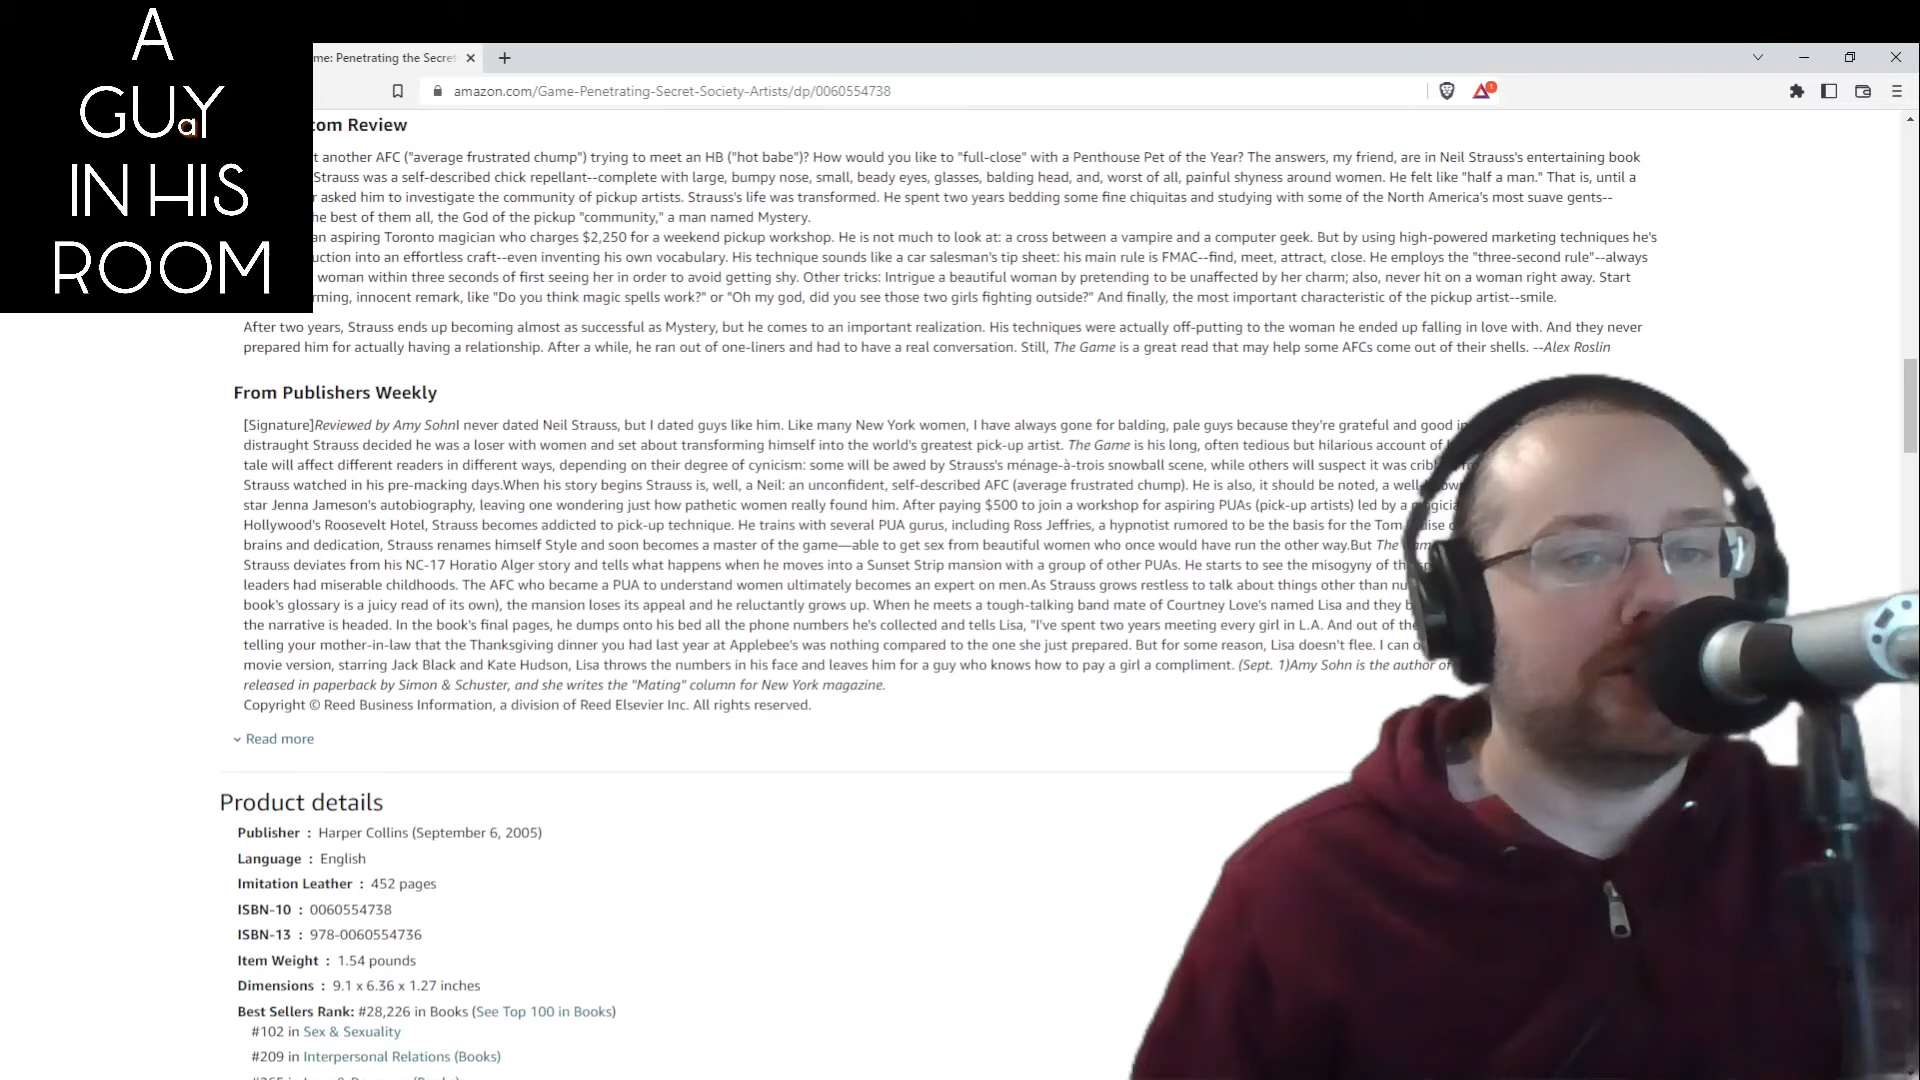 A
GUaY
IN HIS
ROOM
me: Penetrating the Secret
amazon.com/Game-Penetrating-Secret-Society-Artists/dp/0060554738
1
com Review
t another AFC ("average frustrated chump") trying to meet an HB ("hot babe")? How would you like to "full-close" with a Penthouse Pet of the Year? The answers, my friend, are in Neil Strauss's entertaining book
Strauss was a self-described chick repellant--complete with large, bumpy nose, small, beady eyes, glasses, balding head, and, worst of all, painful shyness around women. He felt like "half a man." That is, until a
asked him to investigate the community of pickup artists. Strauss's life was transformed. He spent two years bedding some fine chiquitas and studying with some of the North America's most suave gents--
he best of them all, the God of the pickup "community," a man named Mystery.
an aspiring Toronto magician who charges $2,250 for a weekend pickup workshop. He is not much to look at: a cross between a vampire and a computer geek. But by using high-powered marketing techniques he's
uction into an effortless craft--even inventing his own vocabulary. His technique sounds like a car salesman's tip sheet: his main rule is FMAC--find, meet, attract, close. He employs the "three-second rule"--always
woman within three seconds of first seeing her in order to avoid getting shy. Other tricks: Intrigue a beautiful woman by pretending to be unaffected by her charm; also, never hit on a woman right away. Start
rming, innocent remark, like "Do you think magic spells work?" or "Oh my god, did you see those two girls fighting outside?" And finally, the most important characteristic of the pickup artist--smile.
After two years, Strauss ends up becoming almost as successful as Mystery, but he comes to an important realization. His techniques were actually off-putting to the woman he ended up falling in love with. And they never
prepared him for actually having a relationship. After a while, he ran out of one-liners and had to have a real conversation. Still, The Game is a great read that may help some AFCs come out of their shells. --Alex Roslin
From Publishers Weekly
[Signature]Reviewed by Amy SohnI never dated Neil Strauss, but I dated guys like him. Like many New York women, I have always gone for balding, pale guys because they're grateful and good in
distraught Strauss decided he was a loser with women and set about transforming himself into the world's greatest pick-up artist. The Game is his long, often tedious but hilarious account of
tale will affect different readers in different ways, depending on their degree of cynicism: some will be awed by Strauss's ménage-à-trois snowball scene, while others will suspect it was
Strauss watched in his pre-macking days.When his story begins Strauss is, well, a Neil: an unconfident, self-described AFC (average frustrated chump). He is also, it should be noted, a
star Jenna Jameson's autobiography, leaving one wondering just how pathetic women really found him. After paying $500 to join a workshop for aspiring PUAs (pick-up artists) led by a
Hollywood's Roosevelt Hotel, Strauss becomes addicted to pick-up technique. He trains with several PUA gurus, including Ross Jeffries, a hypnotist rumored to be the basis for the Tom
brains and dedication, Strauss renames himself Style and soon becomes a master of the game—able to get sex from beautiful women who once would have run the other way.But The
Strauss deviates from his NC-17 Horatio Alger story and tells what happens when he moves into a Sunset Strip mansion with a group of other PUAs. He starts to see the misogyny of the
leaders had miserable childhoods. The AFC who became a PUA to understand women ultimately becomes an expert on men.As Strauss grows restless to talk about things other than
book's glossary is a juicy read of its own), the mansion loses its appeal and he reluctantly grows up. When he meets a tough-talking band mate of Courtney Love's named Lisa and they
the narrative is headed. In the book's final pages, he dumps onto his bed all the phone numbers he's collected and tells Lisa, "I've spent two years meeting every girl in L.A. And out of
telling your mother-in-law that the Thanksgiving dinner you had last year at Applebee's was nothing compared to the one she just prepared. But for some reason, Lisa doesn't flee. I can
movie version, starring Jack Black and Kate Hudson, Lisa throws the numbers in his face and leaves him for a guy who knows how to pay a girl a compliment. (Sept. 1)Amy Sohn is the author of
released in paperback by Simon & Schuster, and she writes the "Mating" column for New York magazine.
Copyright © Reed Business Information, a division of Reed Elsevier Inc. All rights reserved.
Read more
Product details
Publisher : Harper Collins (September 6, 2005)
Language : English
Imitation Leather : 452 pages
ISBN-10 : 0060554738
ISBN-13 : 978-0060554736
Item Weight : 1.54 pounds
Dimensions : 9.1 x 6.36 x 1.27 inches
Best Sellers Rank: #28,226 in Books (See Top 100 in Books)
#102 in Sex & Sexuality
#209 in Interpersonal Relations (Books)